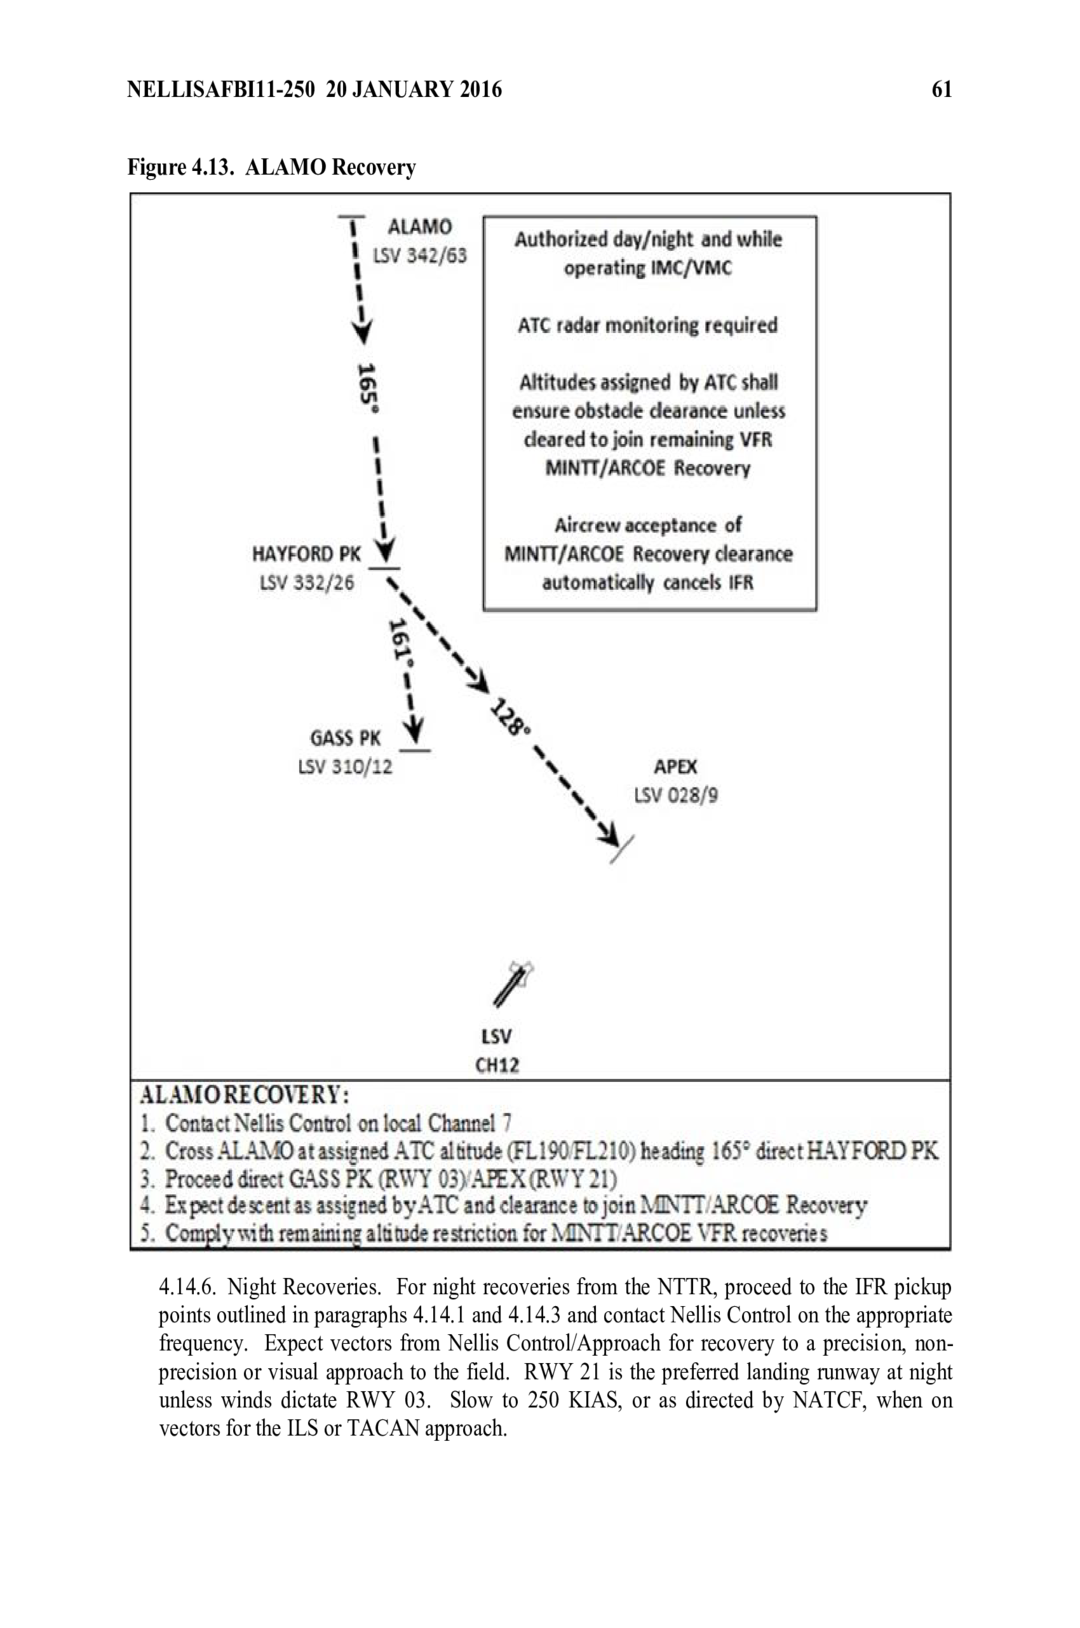 NELLISAFBI11-250 20 JANUARY 2016 61
Figure 4.13. ALAMO Recovery
ALAMO
LSV 342/63
Authorized day/night and while
operating IMC/VMC
ATC radar monitoring required
Altitudes assigned by ATC shall
ensure obstacle clearance unless
cleared to join remaining VFR
MINTT/ARCOE Recovery
Aircrew acceptance of
MINTT/ARCOE Recovery clearance
automatically cancels IFR
165°
HAYFORD PK
LSV 332/26
161°
128°
GASS PK
LSV 310/12
APEX
LSV 028/9
LSV
CH12
ALAMO RECOVERY:
1. Contact Nellis Control on local Channel 7
2. Cross ALAMO at assigned ATC altitude (FL190/FL210) heading 165° direct HAYFORD PK
3. Proceed direct GASS PK (RWY 03)/APEX (RWY 21)
4. Expect descent as assigned by ATC and clearance to join MINTT/ARCOE Recovery
5. Comply with remaining altitude restriction for MINTT/ARCOE VFR recoveries
4.14.6. Night Recoveries. For night recoveries from the NTTR, proceed to the IFR pickup
points outlined in paragraphs 4.14.1 and 4.14.3 and contact Nellis Control on the appropriate
frequency. Expect vectors from Nellis Control/Approach for recovery to a precision, non-
precision or visual approach to the field. RWY 21 is the preferred landing runway at night
unless winds dictate RWY 03. Slow to 250 KIAS, or as directed by NATCF, when on
vectors for the ILS or TACAN approach.